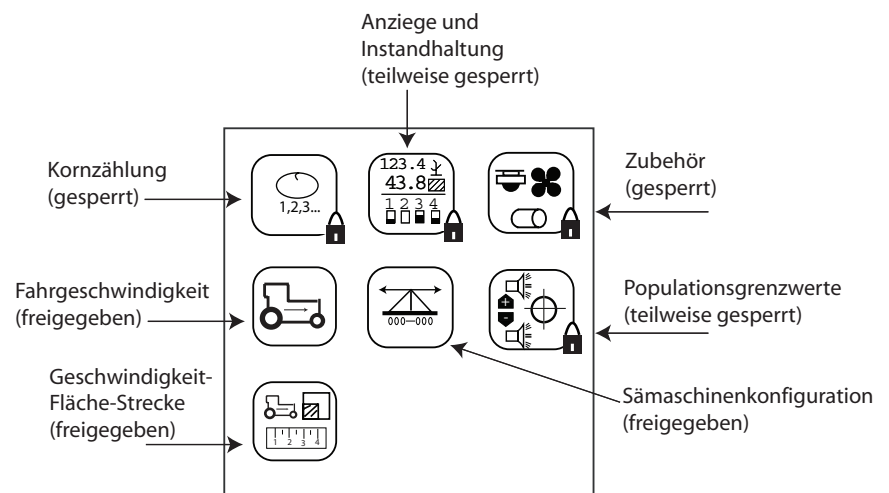 Anziege und
Instandhaltung
(teilweise gesperrt)
Kornzählung
(gesperrt)
1,2,3...
123.4
43.8
1 2 3 4
Zubehör
(gesperrt)
Fahrgeschwindigkeit
(freigegeben)
000—000
+
-
Populationsgrenzwerte
(teilweise gesperrt)
Geschwindigkeit-
Fläche-Strecke
(freigegeben)
1 2 3 4
Sämaschinenkonfiguration
(freigegeben)